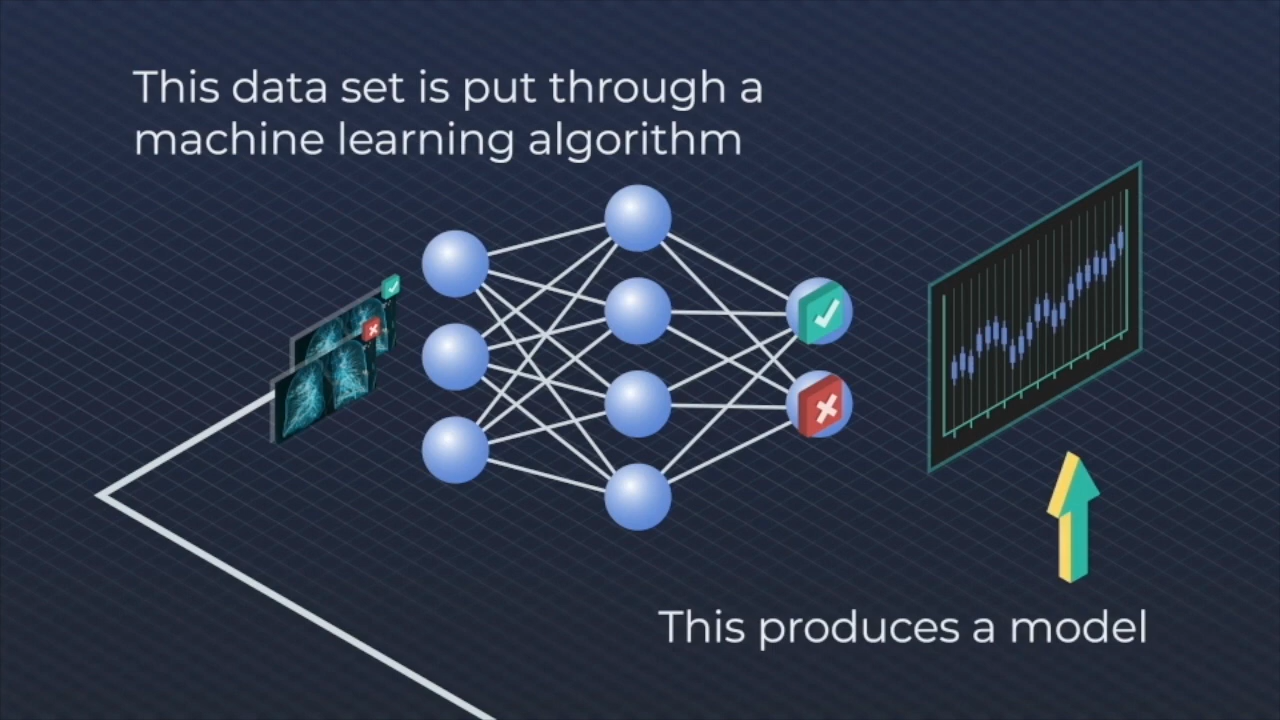 This data set is put through a
machine learning algorithm
This produces a model